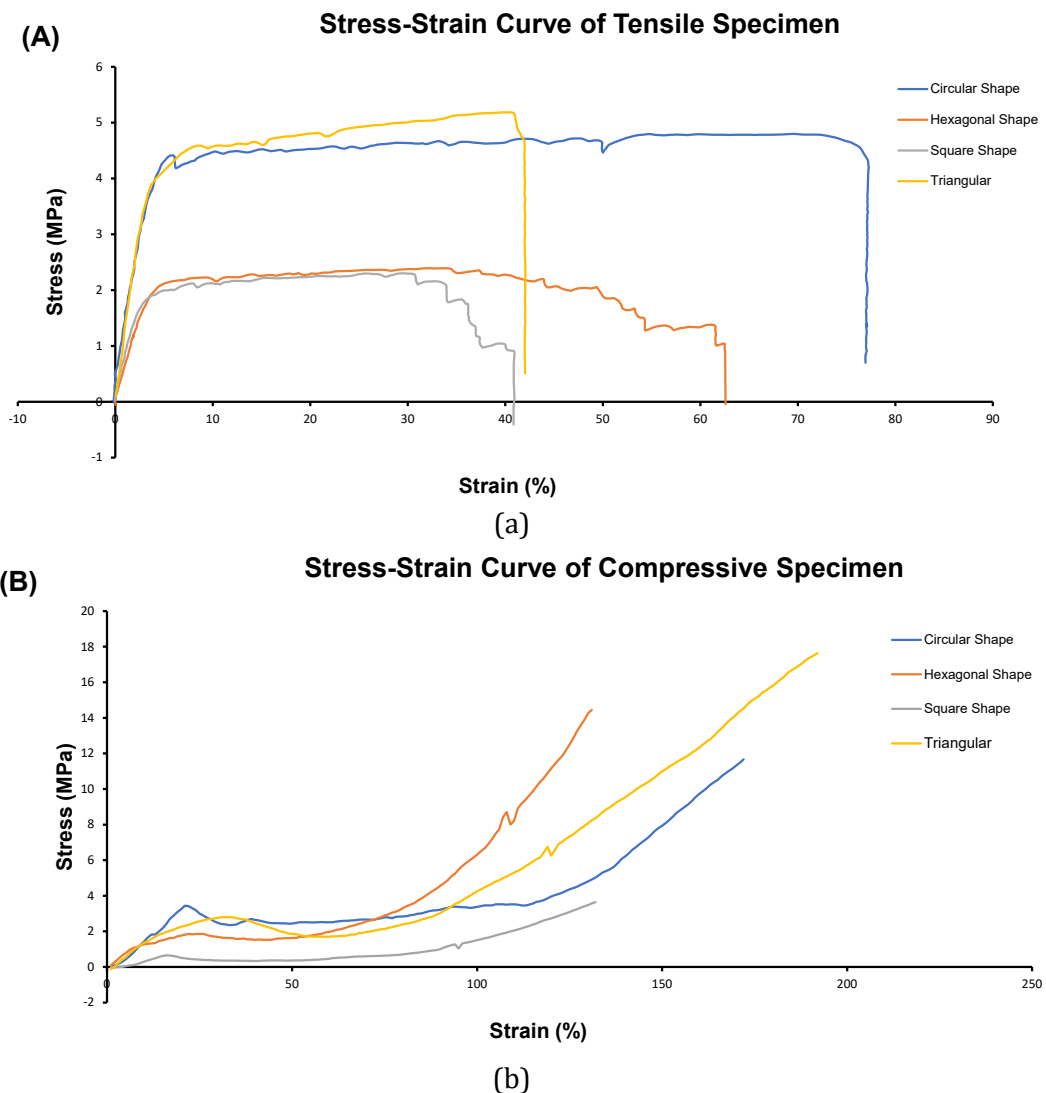 (A)
Stress-Strain Curve of Tensile Specimen
6
5
4
3
2
1
0
-1
Stress (MPa)
-10
0
10
20
30
40
50
60
70
80
90
Strain (%)
Circular Shape
Hexagonal Shape
Square Shape
Triangular
(a)
(B)
Stress-Strain Curve of Compressive Specimen
20
18
16
14
12
10
8
6
4
2
0
-2
Stress (MPa)
0
50
100
150
200
250
Strain (%)
Circular Shape
Hexagonal Shape
Square Shape
Triangular
(b)